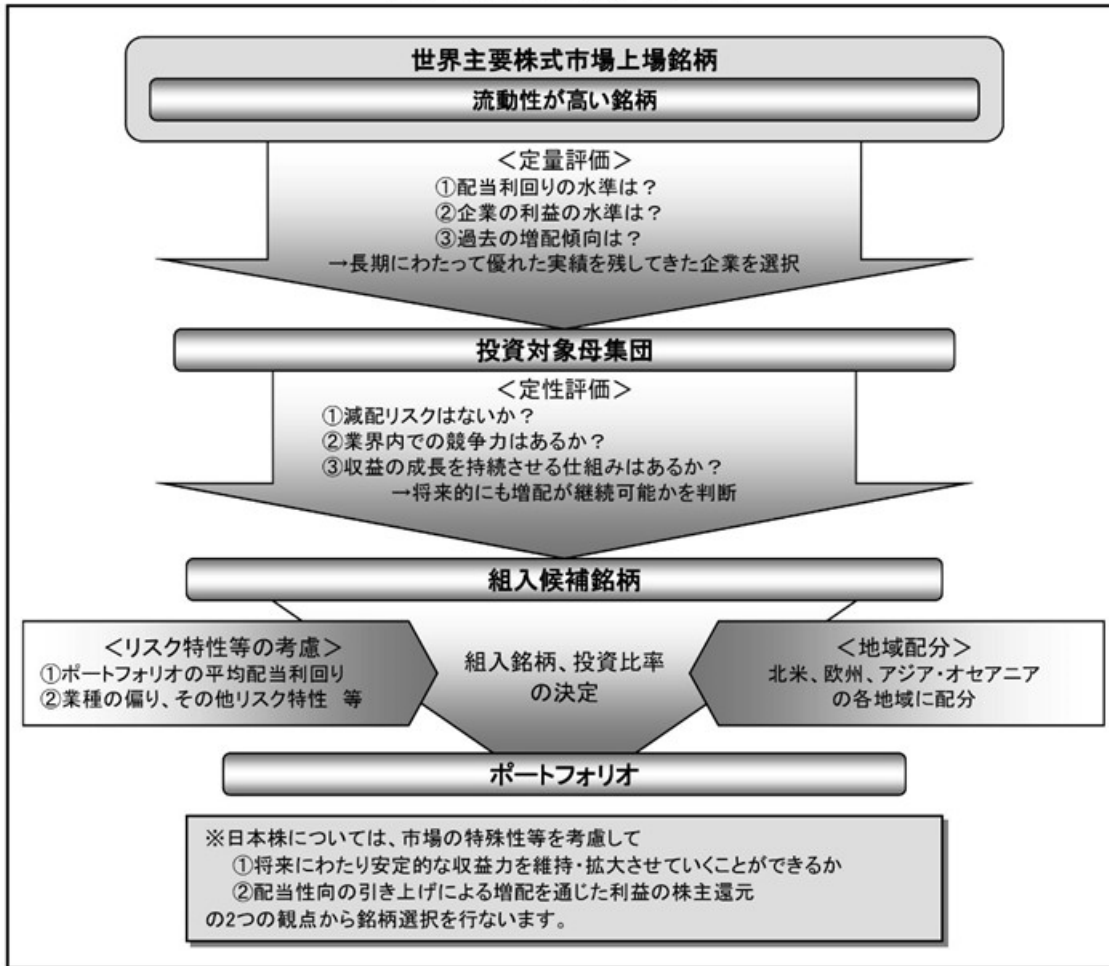 世界主要株式市場上場銘柄
流動性が高い銘柄
＜定量評価＞
①配当利回りの水準は？
②企業の利益の水準は？
③過去の増配傾向は？
→長期にわたって優れた実績を残してきた企業を選択
投資対象母集団
＜定性評価＞
①減配リスクはないか？
②業界内での競争力はあるか？
③収益の成長を持続させる仕組みはあるか？
→将来的にも増配が継続可能かを判断
組入候補銘柄
＜リスク特性等の考慮＞
①ポートフォリオの平均配当利回り
②業種の偏り、その他リスク特性　等
組入銘柄、投資比率
の決定
＜地域配分＞
北米、欧州、アジア・オセアニア
の各地域に配分
ポートフォリオ
※日本株については、市場の特殊性等を考慮して
①将来にわたり安定的な収益力を維持・拡大させていくことができるか
②配当性向の引き上げによる増配を通じた利益の株主還元
の2つの観点から銘柄選択を行ないます。